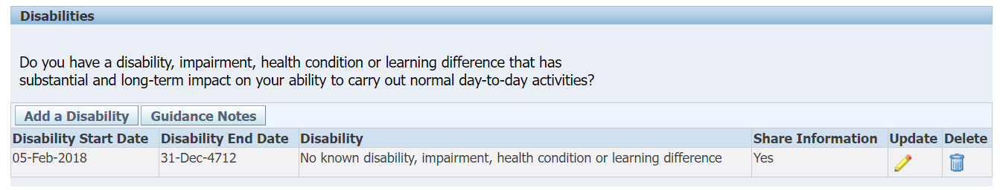 Disabilities
Do you have a disability, impairment, health condition or learning difference that has
substantial and long-term impact on your ability to carry out normal day-to-day activities?
Add a Disability Guidance Notes
Disability Start Date Disability End Date Disability Share Information Update Delete
05-Feb-2018 31-Dec-4712 No known disability, impairment, health condition or learning difference Yes